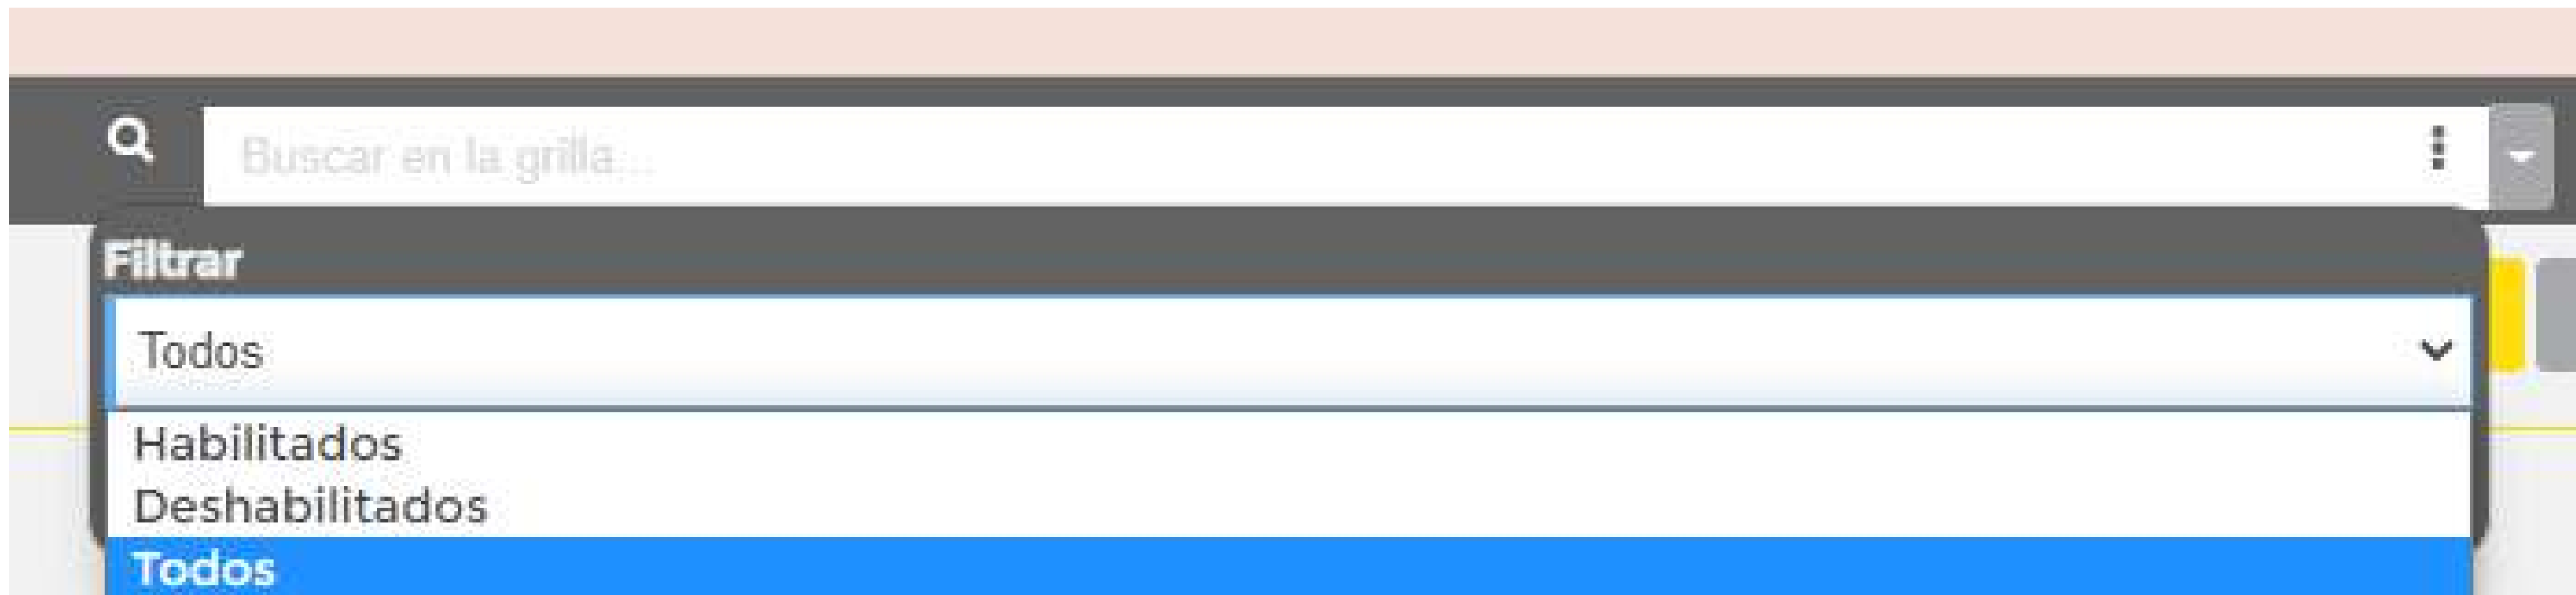 Buscar en la grilla...
Filtrar
Todos
Habilitados
Deshabilitados
Todos